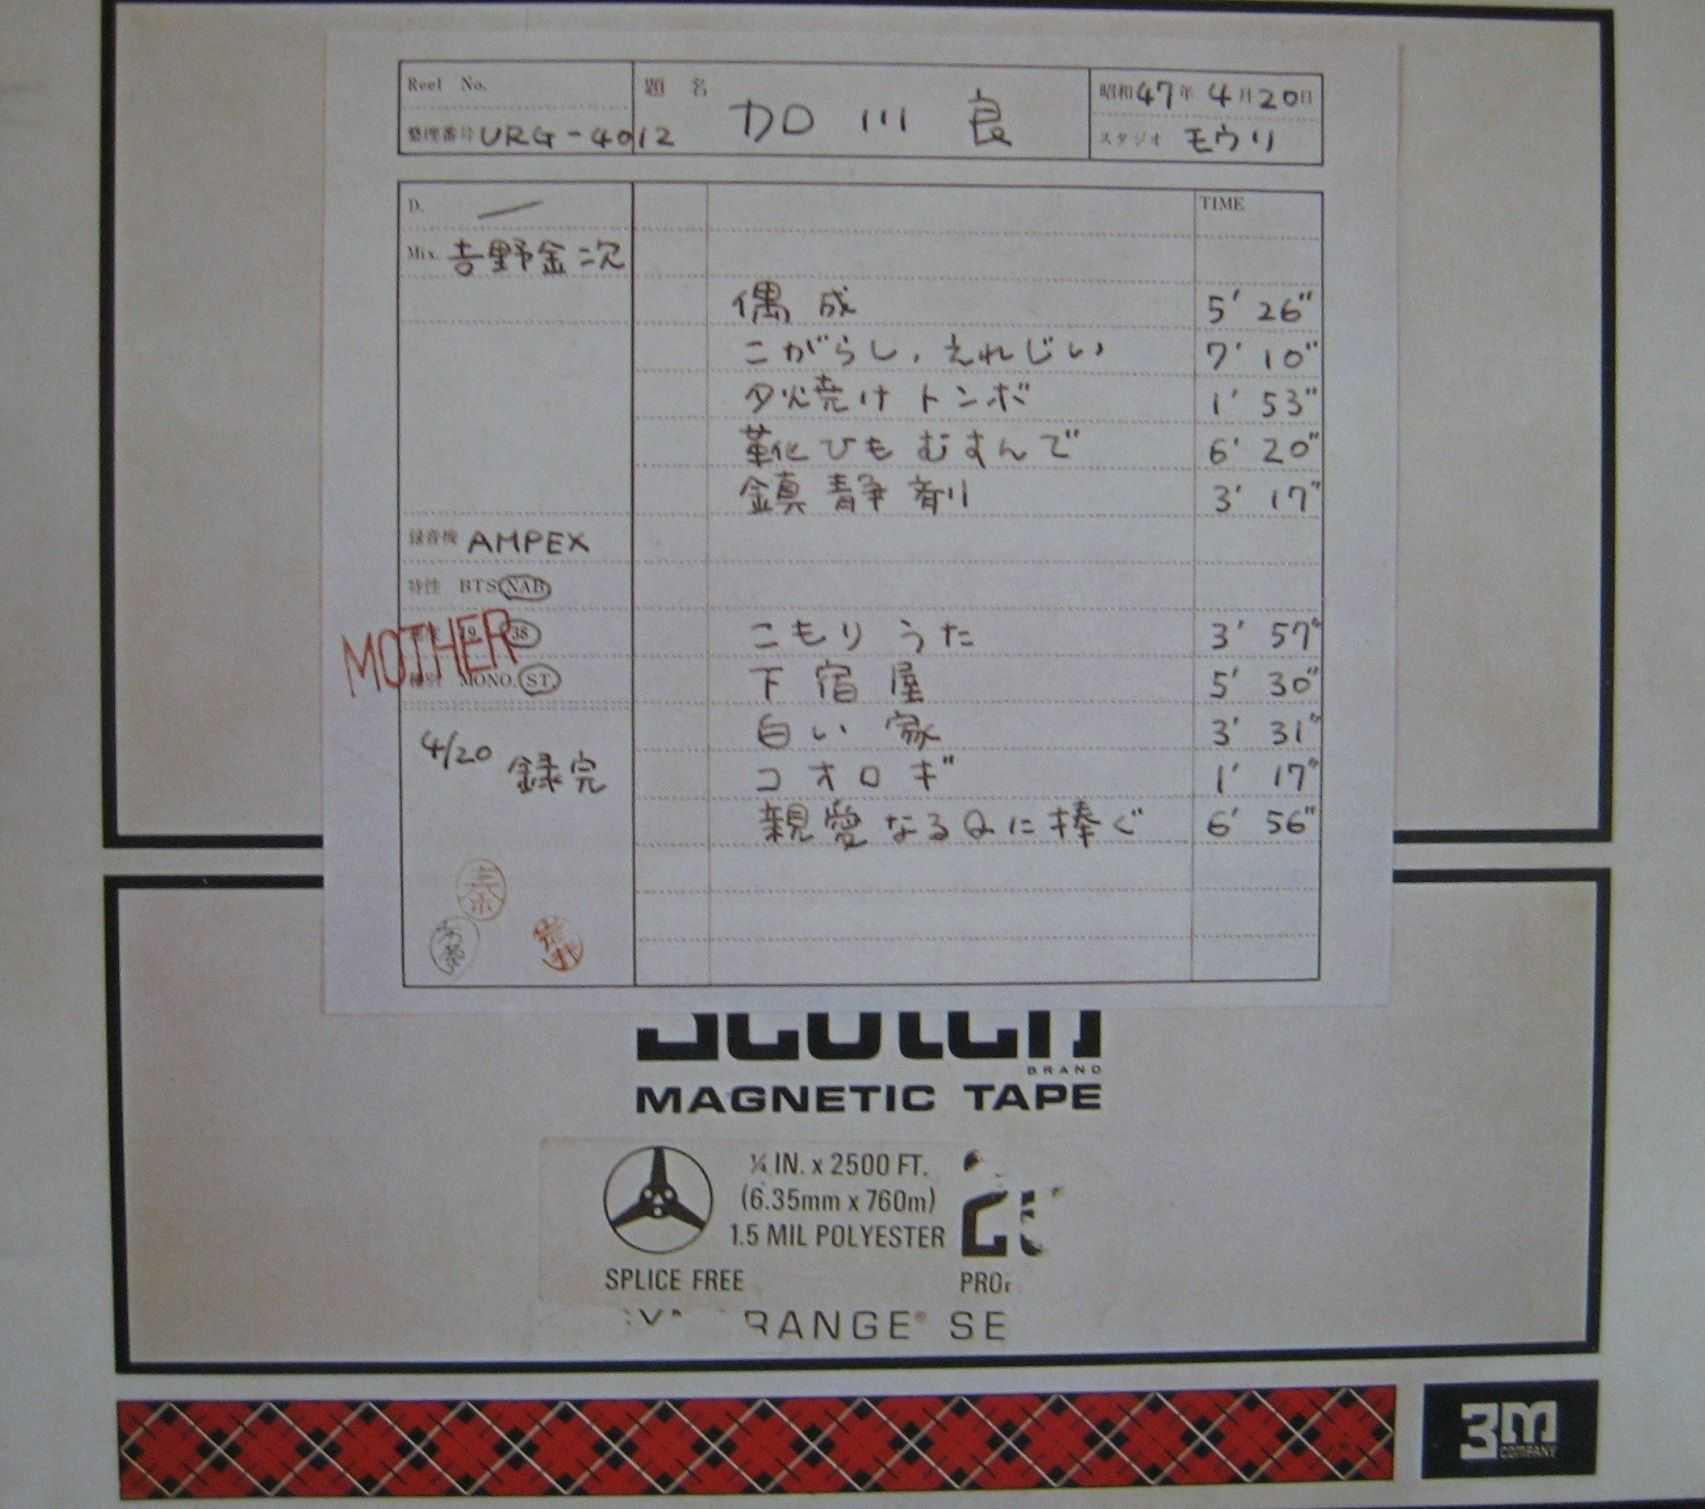 Reel No.
題名 加川良
昭和47年4月20日
整理番号 URG-4012
スタジオ モウリ
D. —
TIME
Mix. 吉野金次
偶成 5′ 26″
こがらし、えれじい 7′ 10″
夕焼けトンボ 1′ 53″
靴ひもむすんで 6′ 20″
鎮静剤 3′ 17″
録音機 AMPEX
特性 BTS NAB
MOTHER
38
こもりうた 3′ 57″
下宿屋 5′ 30″
MONO. ST
白い家 3′ 31″
4/20 録完
コオロギ 1′ 17″
親愛なるQに捧ぐ 6′ 56″
Scotch
BRAND
MAGNETIC TAPE
¼ IN. x 2500 FT.
(6.35mm x 760m)
1.5 MIL POLYESTER
SPLICE FREE
RANGE® SE
3M
COMPANY